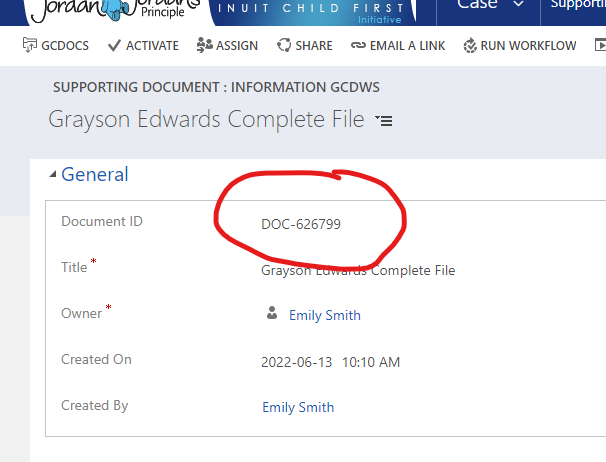 Jordan Jordan's
Principle
INUIT CHILD FIRST
Initiative
Case
Supporting
GCDOCS
ACTIVATE
ASSIGN
SHARE
EMAIL A LINK
RUN WORKFLOW
SUPPORTING DOCUMENT : INFORMATION GCDWS
Grayson Edwards Complete File
General
Document ID DOC-626799
Title * Grayson Edwards Complete File
Owner * Emily Smith
Created On 2022-06-13 10:10 AM
Created By Emily Smith